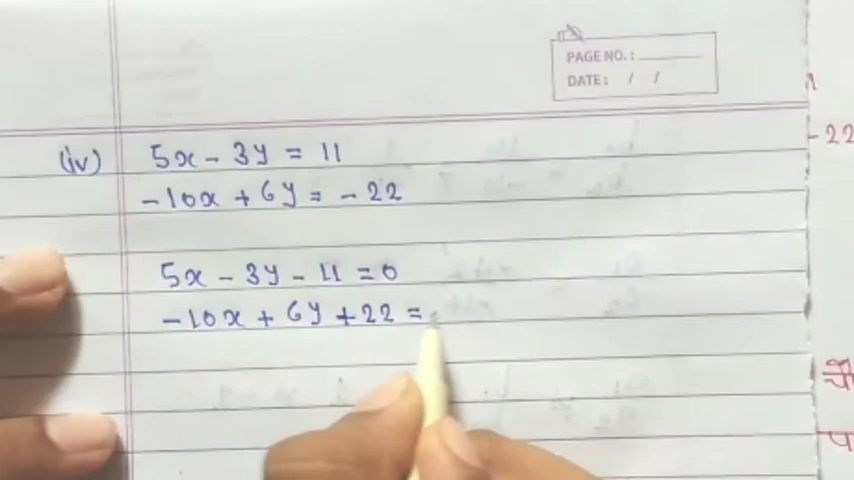 PAGE NO. :
DATE : / /
(iv) 5x - 3y = 11
-10x + 6y = -22
5x - 3y - 11 = 0
-10x + 6y + 22 =
- 22